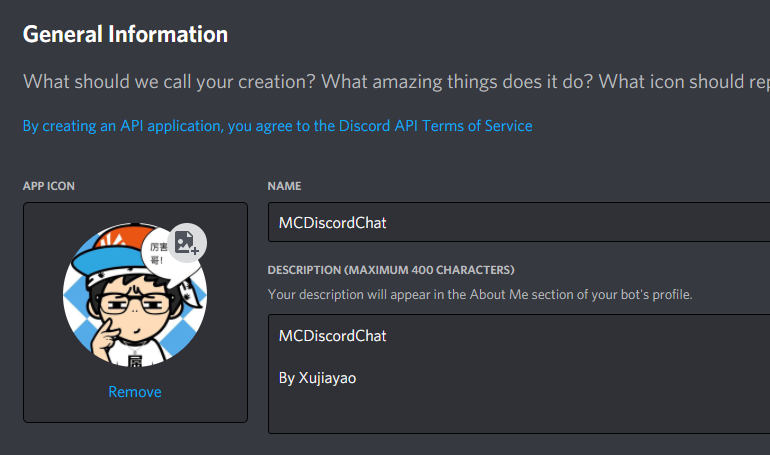 General Information
What should we call your creation? What amazing things does it do? What icon should rep
By creating an API application, you agree to the Discord API Terms of Service
APP ICON
NAME
厉害
哥!
MCDiscordChat
DESCRIPTION (MAXIMUM 400 CHARACTERS)
Your description will appear in the About Me section of your bot's profile.
MCDiscordChat
By Xujiayao
Remove